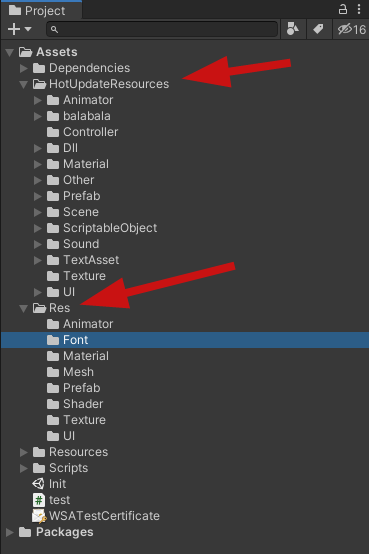 Project
16
Assets
Dependencies
HotUpdateResources
Animator
balabala
Controller
Dll
Material
Other
Prefab
Scene
ScriptableObject
Sound
TextAsset
Texture
UI
Res
Animator
Font
Material
Mesh
Prefab
Shader
Texture
UI
Resources
Scripts
Init
test
WSATestCertificate
Packages